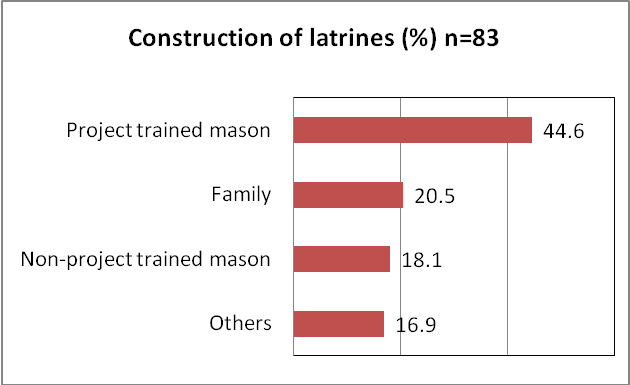 Construction of latrines (%) n=83
Project trained mason 44.6
Family 20.5
Non-project trained mason 18.1
Others 16.9